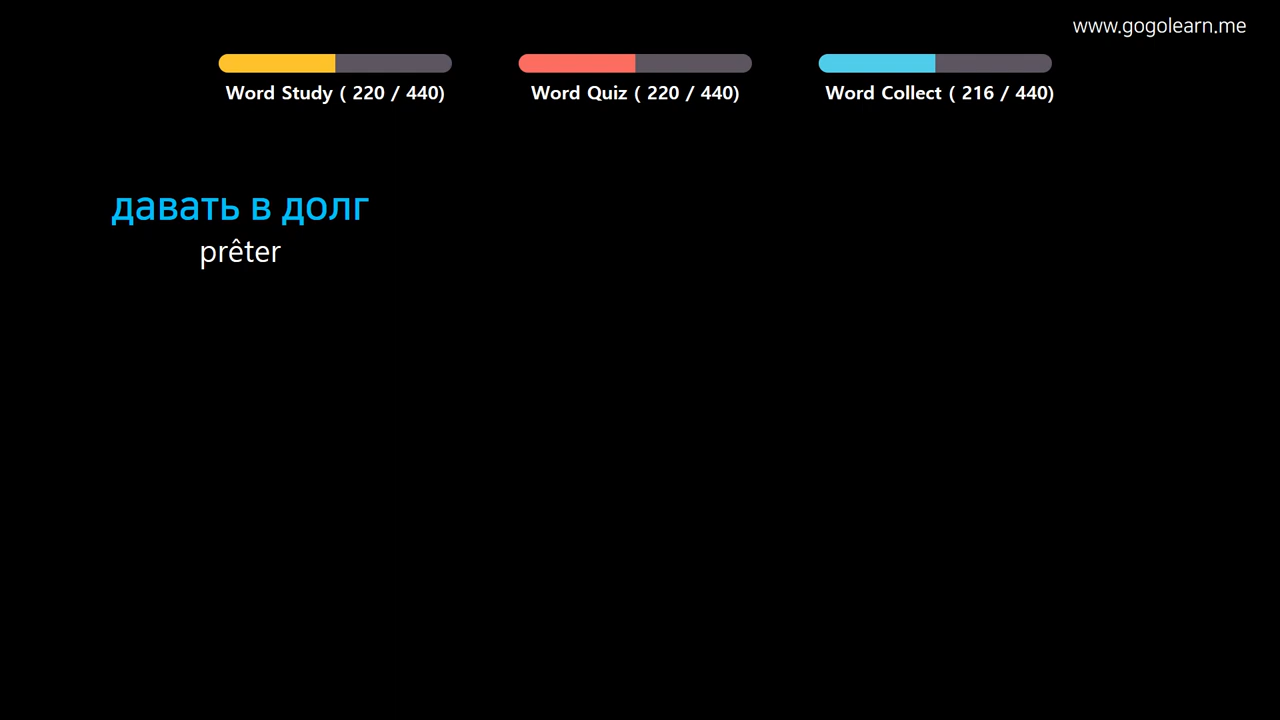 www.gogolearn.me
Word Study ( 220 / 440)
Word Quiz ( 220 / 440)
Word Collect ( 216 / 440)
давать в долг
prêter